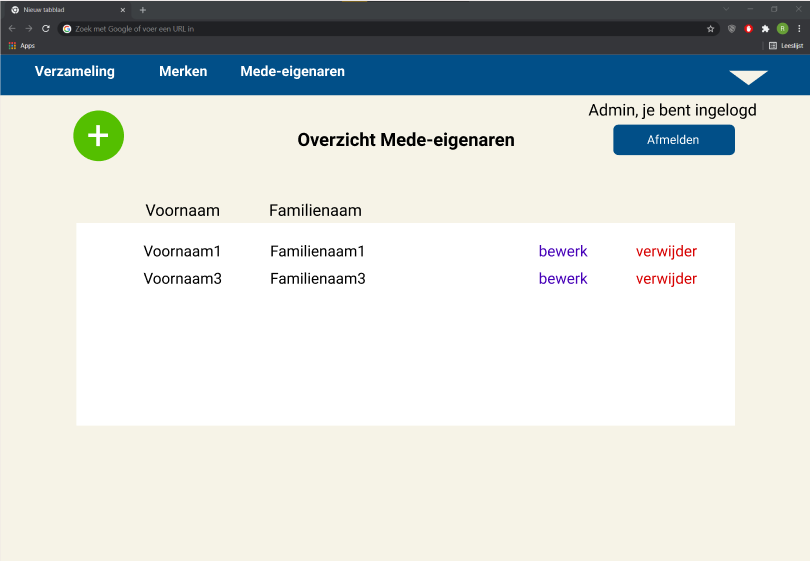 Nieuw tabblad
Zoek met Google of voer een URL in
R
Apps
Leeslijst
Verzameling Merken Mede-eigenaren
Admin, je bent ingelogd
Overzicht Mede-eigenaren
Afmelden
Voornaam Familienaam
Voornaam1 Familienaam1 bewerk verwijder
Voornaam3 Familienaam3 bewerk verwijder